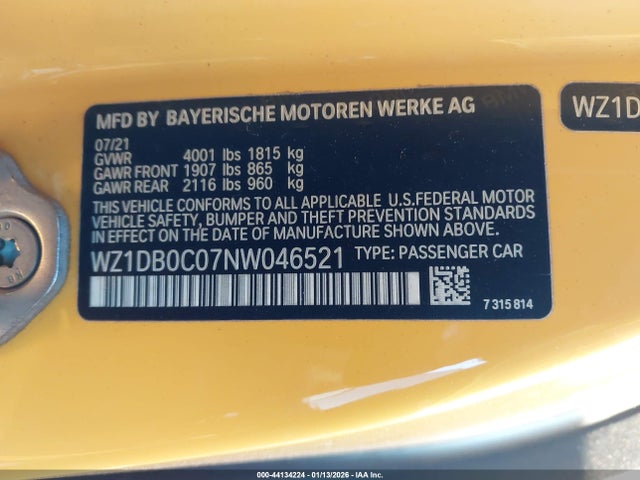 MFD BY BAYERISCHE MOTOREN WERKE AG
07/21
GVWR 4001 lbs 1815 kg
GAWR FRONT 1907 lbs 865 kg
GAWR REAR 2116 lbs 960 kg
THIS VEHICLE CONFORMS TO ALL APPLICABLE U.S.FEDERAL MOTOR
VEHICLE SAFETY, BUMPER AND THEFT PREVENTION STANDARDS
IN EFFECT ON THE DATE OF MANUFACTURE SHOWN ABOVE.
WZ1DB0C07NW046521 TYPE: PASSENGER CAR
7 315 814
WZ1D
000-44134224 - 01/13/2026 - IAA Inc.